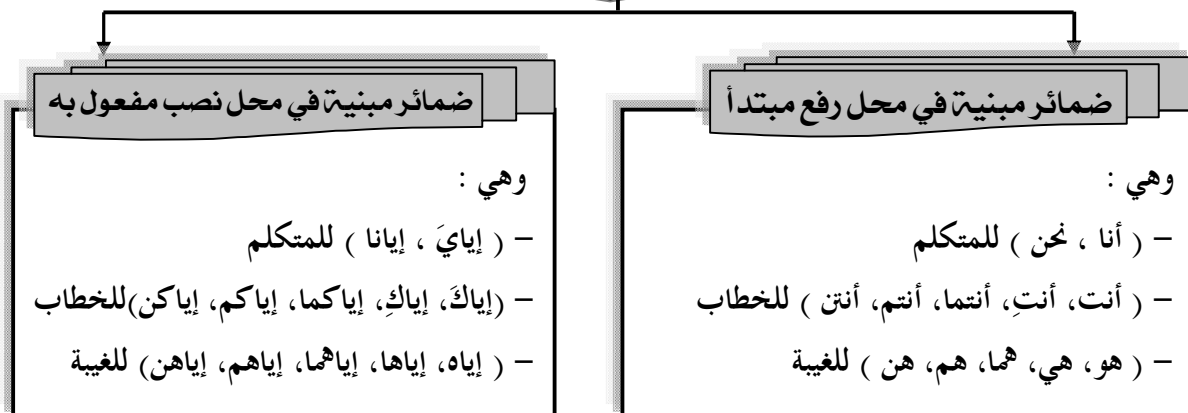 ضمائر مبنية في محل رفع مبتدأ
وهي :
– ( أنا ، نحن ) للمتكلم
– ( أنت، أنتِ، أنتما، أنتم، أنتن ) للخطاب
– ( هو، هي، هما، هم، هن ) للغيبة
ضمائر مبنية في محل نصب مفعول به
وهي :
– ( إيايَ ، إيانا ) للمتكلم
– (إياكَ، إياكِ، إياكما، إياكم، إياكن)للخطاب
– ( إياه، إياها، إياهما، إياهم، إياهن) للغيبة